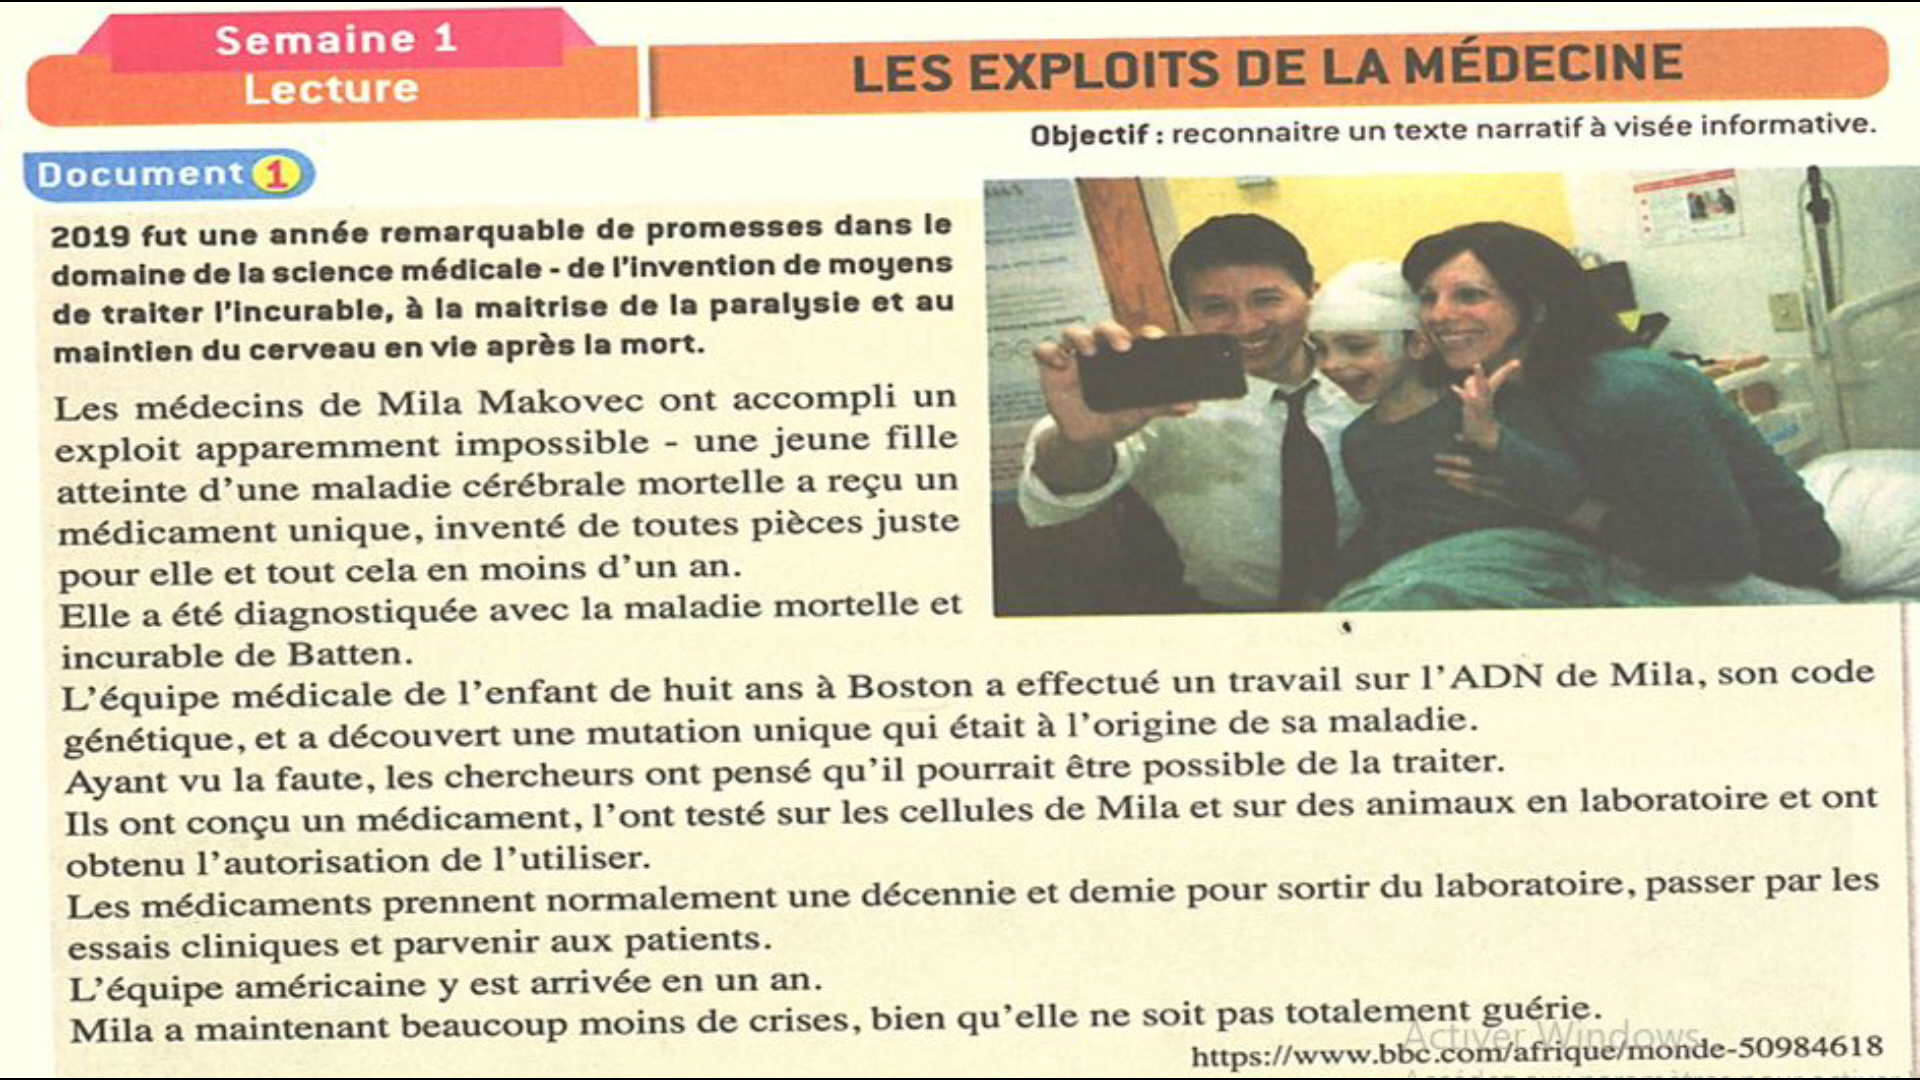 Semaine 1
Lecture
LES EXPLOITS DE LA MÉDECINE
Objectif : reconnaitre un texte narratif à visée informative.
Document 1
2019 fut une année remarquable de promesses dans le
domaine de la science médicale - de l'invention de moyens
de traiter l'incurable, à la maitrise de la paralysie et au
maintien du cerveau en vie après la mort.
Les médecins de Mila Makovec ont accompli un
exploit apparemment impossible - une jeune fille
atteinte d'une maladie cérébrale mortelle a reçu un
médicament unique, inventé de toutes pièces juste
pour elle et tout cela en moins d'un an.
Elle a été diagnostiquée avec la maladie mortelle et
incurable de Batten.
L'équipe médicale de l'enfant de huit ans à Boston a effectué un travail sur l'ADN de Mila, son code
génétique, et a découvert une mutation unique qui était à l'origine de sa maladie.
Ayant vu la faute, les chercheurs ont pensé qu'il pourrait être possible de la traiter.
Ils ont conçu un médicament, l'ont testé sur les cellules de Mila et sur des animaux en laboratoire et ont
obtenu l'autorisation de l'utiliser.
Les médicaments prennent normalement une décennie et demie pour sortir du laboratoire, passer par les
essais cliniques et parvenir aux patients.
L'équipe américaine y est arrivée en un an.
Mila a maintenant beaucoup moins de crises, bien qu'elle ne soit pas totalement guérie.
Activer Windows
https://www.bbc.com/afrique/monde-50984618